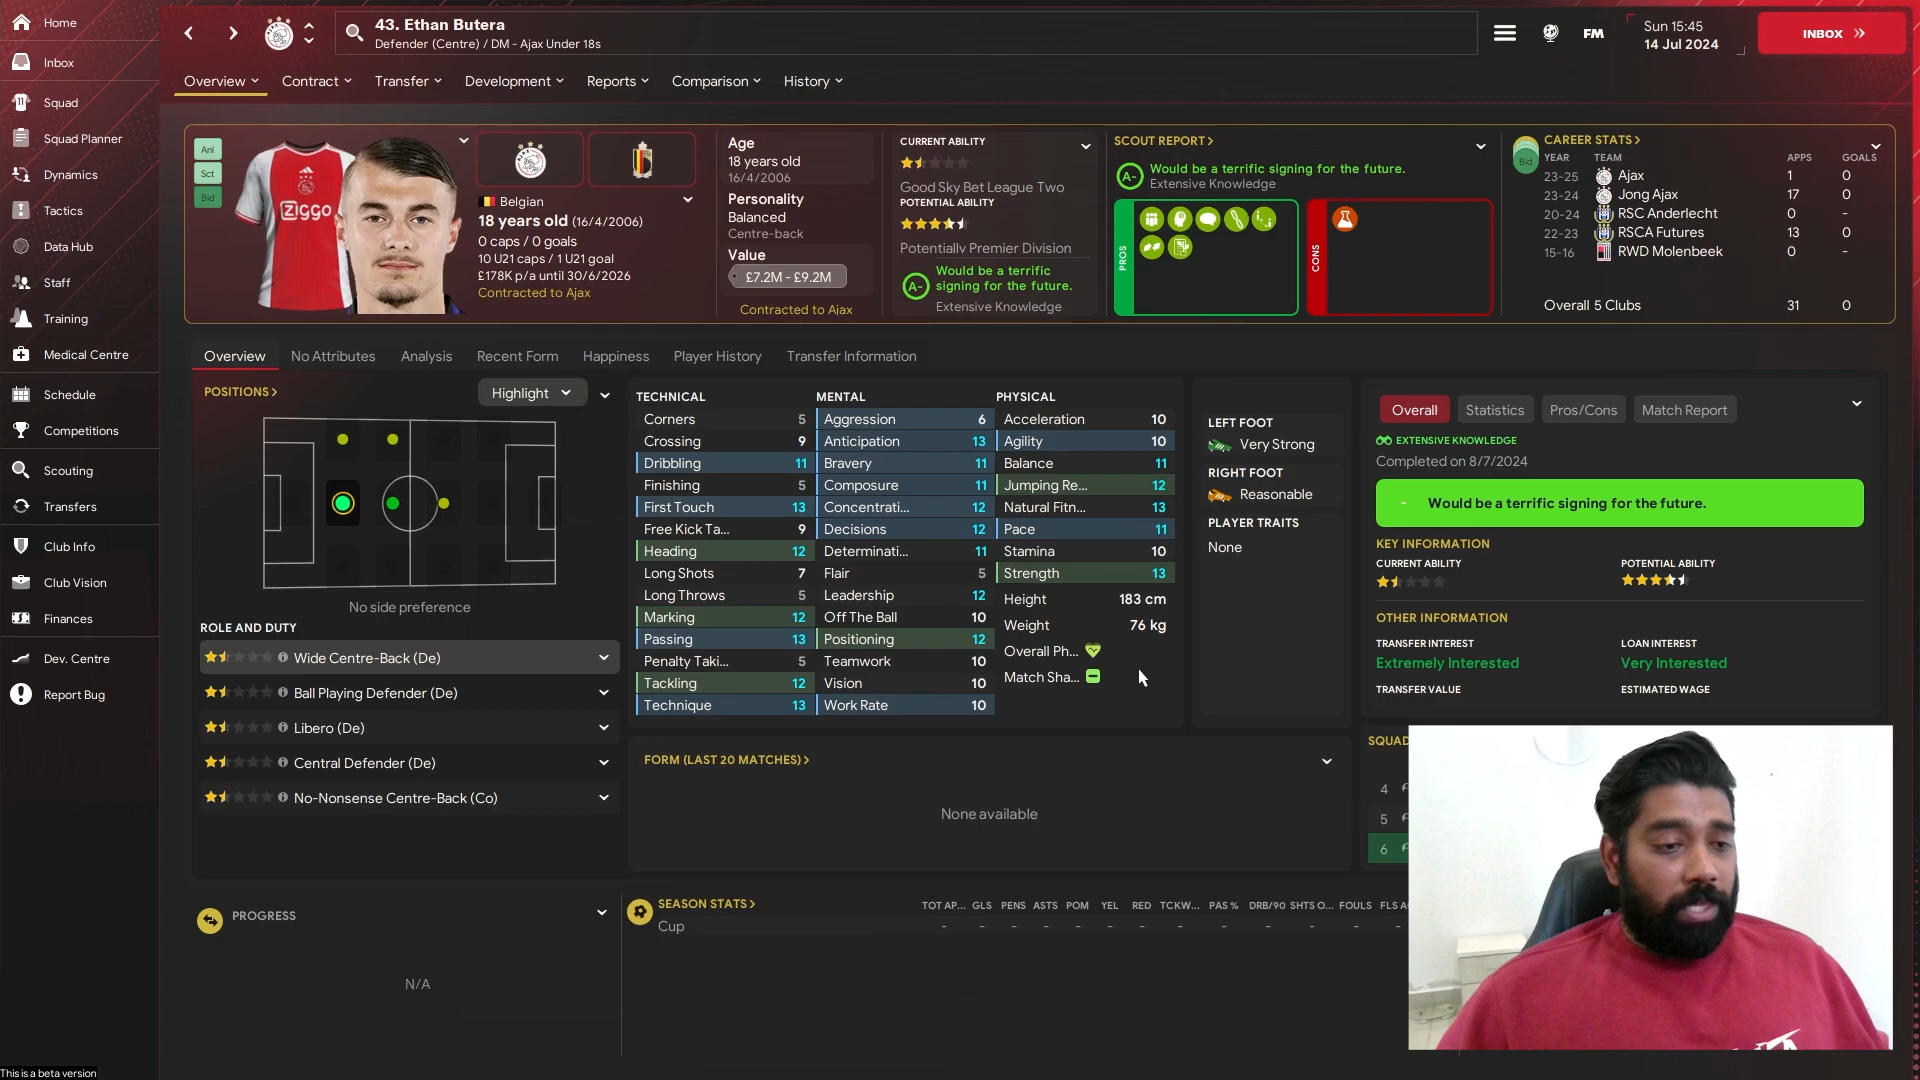 Home
Inbox
Squad
Squad Planner
Dynamics
Tactics
Data Hub
Staff
Training
Medical Centre
Schedule
Competitions
Scouting
Transfers
Club Info
Club Vision
Finances
Dev. Centre
Report Bug
This is a beta version
43. Ethan Butera
Defender (Centre) / DM - Ajax Under 18s
FM
Sun 15:45
14 Jul 2024
INBOX
Overview Contract Transfer Development Reports Comparison History
Anl
Sct
Bid
Ziggo
Belgian
18 years old (16/4/2006)
0 caps / 0 goals
10 U21 caps / 1 U21 goal
£178K p/a until 30/6/2026
Contracted to Ajax
Age
18 years old
16/4/2006
Personality
Balanced
Centre-back
Value
£7.2M - £9.2M
Contracted to Ajax
CURRENT ABILITY
Good Sky Bet League Two
POTENTIAL ABILITY
Potentially Premier Division
A-
Would be a terrific
signing for the future.
Extensive Knowledge
SCOUT REPORT >
A-
Would be a terrific signing for the future.
Extensive Knowledge
PROS
CONS
Bid
CAREER STATS >
YEAR TEAM APPS GOALS
23-25 Ajax 1 0
23-24 Jong Ajax 17 0
20-24 RSC Anderlecht 0 -
22-23 RSCA Futures 13 0
15-16 RWD Molenbeek 0 -
Overall 5 Clubs 31 0
Overview No Attributes Analysis Recent Form Happiness Player History Transfer Information
POSITIONS >
Highlight
No side preference
ROLE AND DUTY
Wide Centre-Back (De)
Ball Playing Defender (De)
Libero (De)
Central Defender (De)
No-Nonsense Centre-Back (Co)
TECHNICAL
Corners 5
Crossing 9
Dribbling 11
Finishing 5
First Touch 13
Free Kick Ta... 9
Heading 12
Long Shots 7
Long Throws 5
Marking 12
Passing 13
Penalty Taki... 5
Tackling 12
Technique 13
MENTAL
Aggression 6
Anticipation 13
Bravery 11
Composure 11
Concentrati... 12
Decisions 12
Determinati... 11
Flair 5
Leadership 12
Off The Ball 10
Positioning 12
Teamwork 10
Vision 10
Work Rate 10
PHYSICAL
Acceleration 10
Agility 10
Balance 11
Jumping Re... 12
Natural Fitn... 13
Pace 11
Stamina 10
Strength 13
Height 183 cm
Weight 76 kg
Overall Ph...
Match Sha...
LEFT FOOT
Very Strong
RIGHT FOOT
Reasonable
PLAYER TRAITS
None
Overall Statistics Pros/Cons Match Report
EXTENSIVE KNOWLEDGE
Completed on 8/7/2024
- Would be a terrific signing for the future.
KEY INFORMATION
CURRENT ABILITY POTENTIAL ABILITY
OTHER INFORMATION
TRANSFER INTEREST LOAN INTEREST
Extremely Interested Very Interested
TRANSFER VALUE ESTIMATED WAGE
SQUAD
4
5
6
FORM (LAST 20 MATCHES) >
None available
PROGRESS
N/A
SEASON STATS > TOT AP... GLS PENS ASTS POM YEL RED TCKW... PAS % DRB/90 SHTS O... FOULS FLS A
Cup - - - - - - - - - - - - -